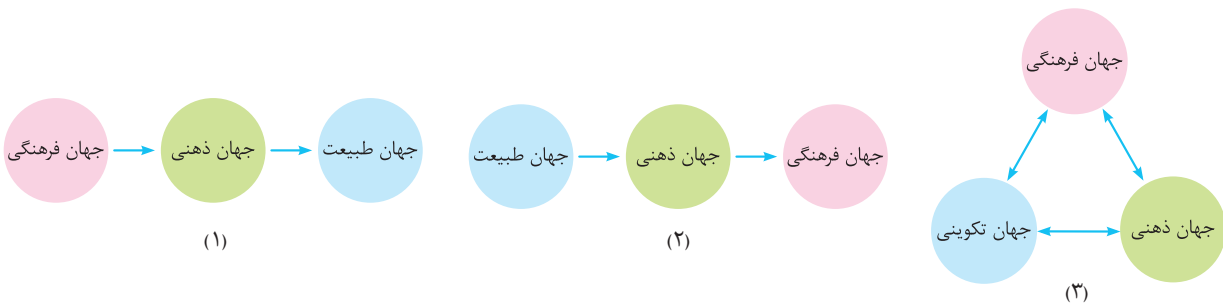 جهان فرهنگی
جهان ذهنی
جهان طبیعت
(۱)
جهان طبیعت
جهان ذهنی
جهان فرهنگی
(۲)
جهان فرهنگی
جهان تکوینی
جهان ذهنی
(۳)